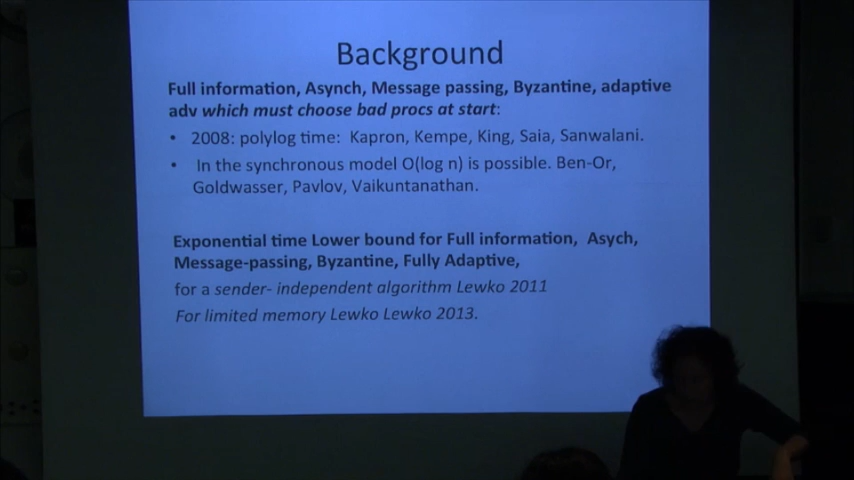 Background
Full information, Asynch, Message passing, Byzantine, adaptive
adv which must choose bad procs at start:
• 2008: polylog time: Kapron, Kempe, King, Saia, Sanwalani.
• In the synchronous model O(log n) is possible. Ben-Or,
Goldwasser, Pavlov, Vaikuntanathan.
Exponential time Lower bound for Full information, Asych,
Message-passing, Byzantine, Fully Adaptive,
for a sender- independent algorithm Lewko 2011
For limited memory Lewko Lewko 2013.